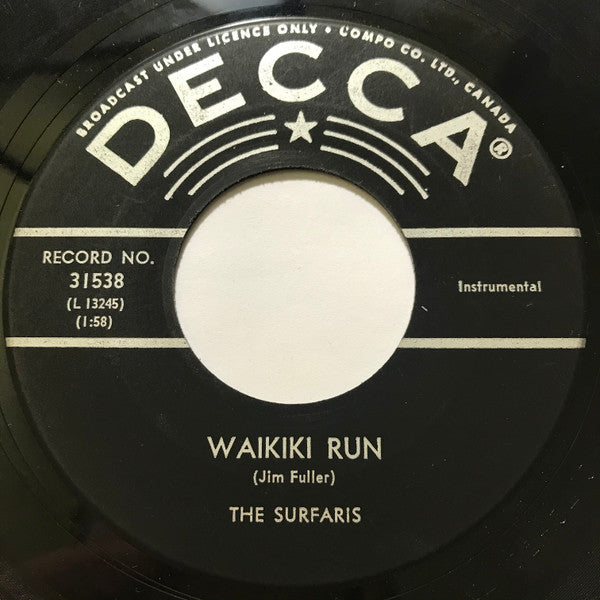 BROADCAST UNDER LICENCE ONLY • COMPO CO. LTD., CANADA
DECCA®
RECORD NO.
31538
(L 13245)
(1:58)
Instrumental
WAIKIKI RUN
(Jim Fuller)
THE SURFARIS